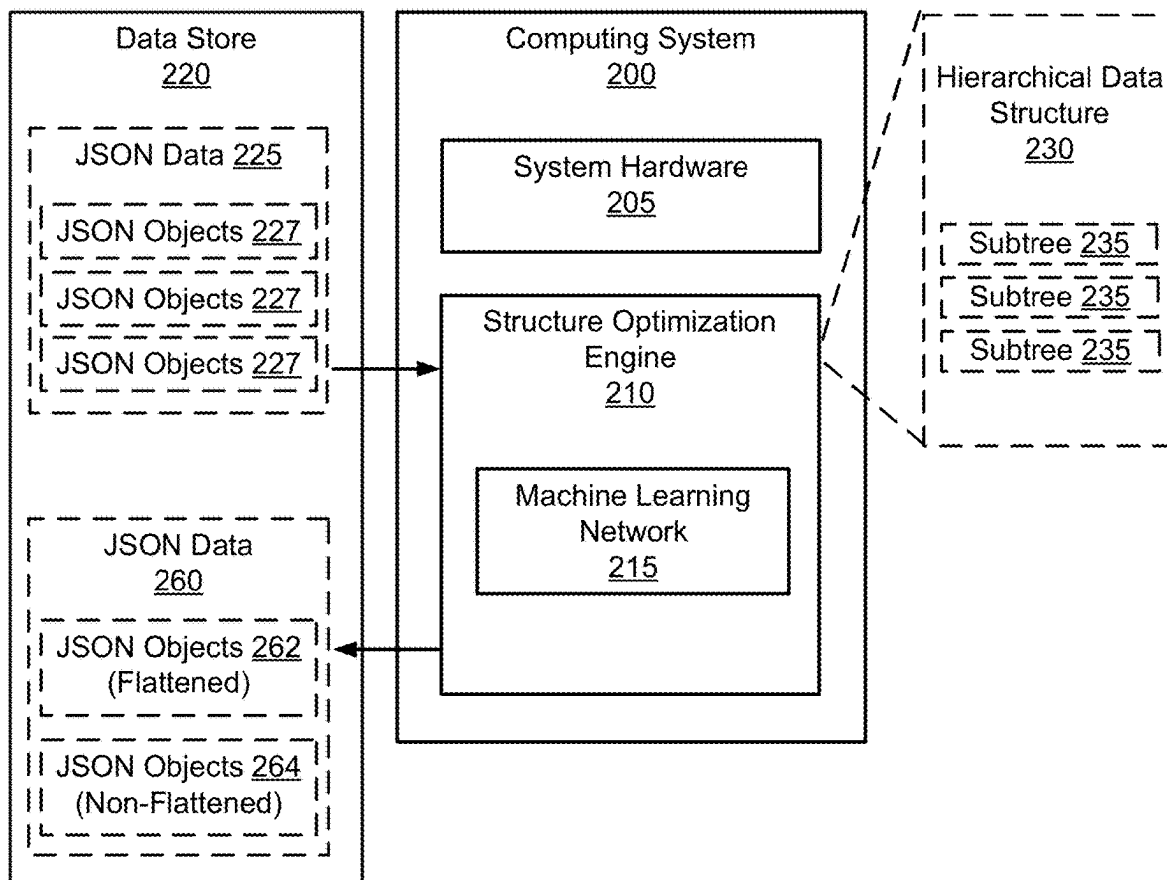 Data Store
220
JSON Data 225
JSON Objects 227
JSON Objects 227
JSON Objects 227
JSON Data
260
JSON Objects 262
(Flattened)
JSON Objects 264
(Non-Flattened)
Computing System
200
System Hardware
205
Structure Optimization
Engine
210
Machine Learning
Network
215
Hierarchical Data
Structure
230
Subtree 235
Subtree 235
Subtree 235